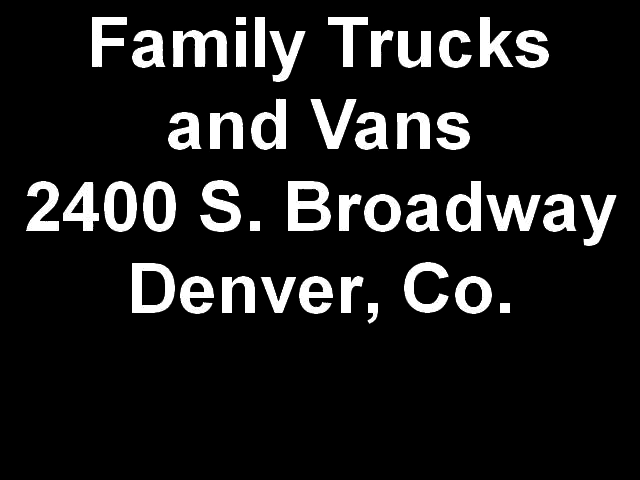 Family Trucks
and Vans
2400 S. Broadway
Denver, Co.